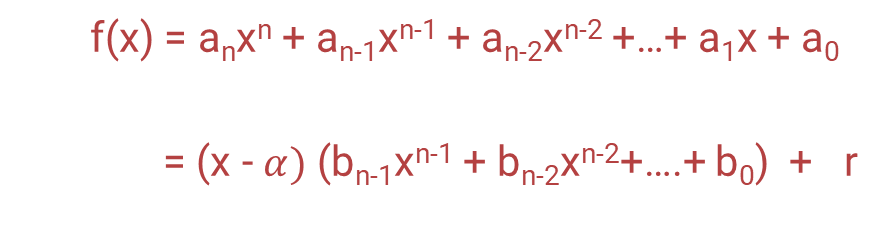 f(x) = aₙxⁿ + aₙ₋₁xⁿ⁻¹ + aₙ₋₂xⁿ⁻² +...+ a₁x + a₀
= (x - α) (bₙ₋₁xⁿ⁻¹ + bₙ₋₂xⁿ⁻²+....+ b₀) + r